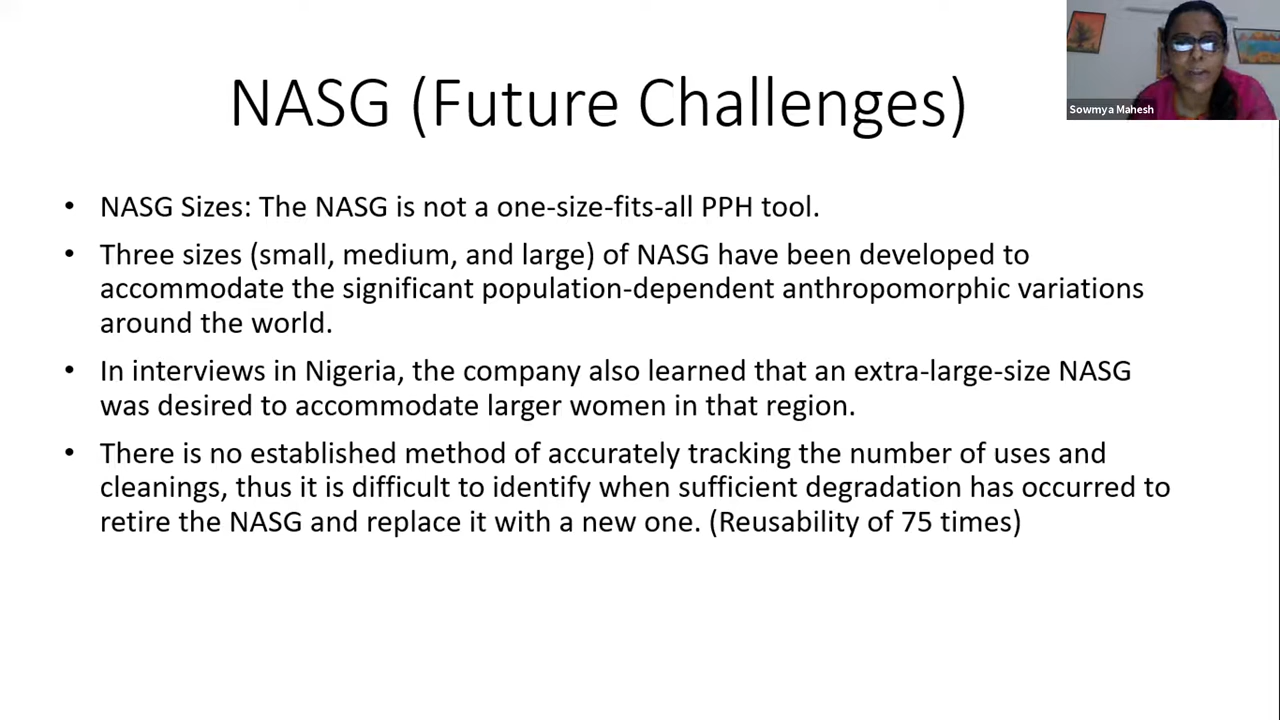 NASG (Future Challenges)
Sowmya Mahesh
• NASG Sizes: The NASG is not a one-size-fits-all PPH tool.
• Three sizes (small, medium, and large) of NASG have been developed to
accommodate the significant population-dependent anthropomorphic variations
around the world.
• In interviews in Nigeria, the company also learned that an extra-large-size NASG
was desired to accommodate larger women in that region.
• There is no established method of accurately tracking the number of uses and
cleanings, thus it is difficult to identify when sufficient degradation has occurred to
retire the NASG and replace it with a new one. (Reusability of 75 times)